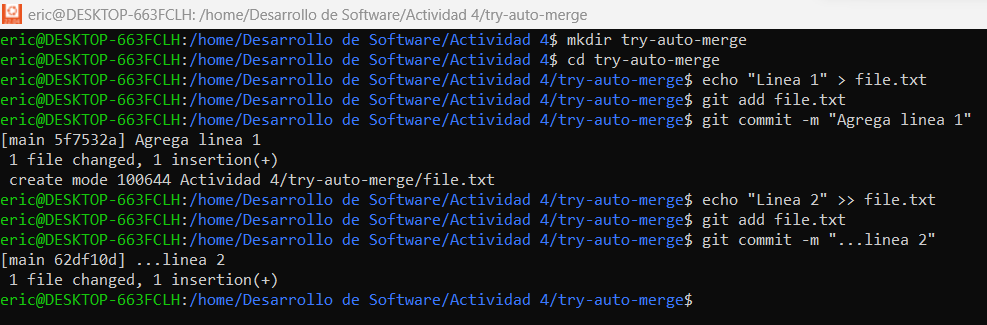 eric@DESKTOP-663FCLH: /home/Desarrollo de Software/Actividad 4/try-auto-merge
eric@DESKTOP-663FCLH:/home/Desarrollo de Software/Actividad 4$ mkdir try-auto-merge
eric@DESKTOP-663FCLH:/home/Desarrollo de Software/Actividad 4$ cd try-auto-merge
eric@DESKTOP-663FCLH:/home/Desarrollo de Software/Actividad 4/try-auto-merge$ echo "Linea 1" > file.txt
eric@DESKTOP-663FCLH:/home/Desarrollo de Software/Actividad 4/try-auto-merge$ git add file.txt
eric@DESKTOP-663FCLH:/home/Desarrollo de Software/Actividad 4/try-auto-merge$ git commit -m "Agrega linea 1"
[main 5f7532a] Agrega linea 1
 1 file changed, 1 insertion(+)
 create mode 100644 Actividad 4/try-auto-merge/file.txt
eric@DESKTOP-663FCLH:/home/Desarrollo de Software/Actividad 4/try-auto-merge$ echo "Linea 2" >> file.txt
eric@DESKTOP-663FCLH:/home/Desarrollo de Software/Actividad 4/try-auto-merge$ git add file.txt
eric@DESKTOP-663FCLH:/home/Desarrollo de Software/Actividad 4/try-auto-merge$ git commit -m "...linea 2"
[main 62df10d] ...linea 2
 1 file changed, 1 insertion(+)
eric@DESKTOP-663FCLH:/home/Desarrollo de Software/Actividad 4/try-auto-merge$